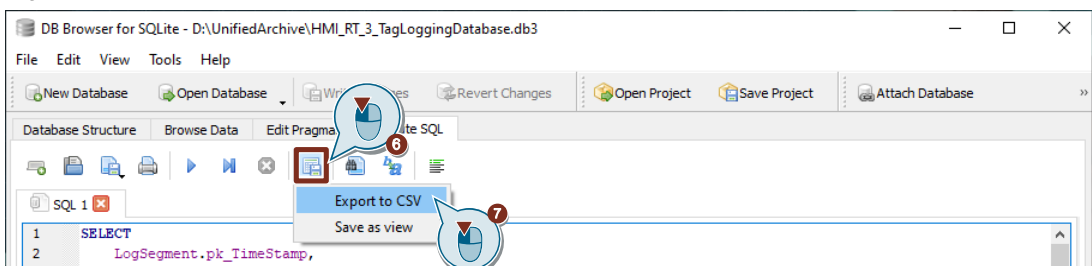 DB Browser for SQLite - D:\UnifiedArchive\HMI_RT_3_TagLoggingDatabase.db3
File Edit View Tools Help
New Database Open Database Revert Changes Open Project Save Project Attach Database »
Database Structure Browse Data Edit SQL
6
SQL 1
Export to CSV
7
Save as view
1 SELECT
2 LogSegment.pk_TimeStamp,